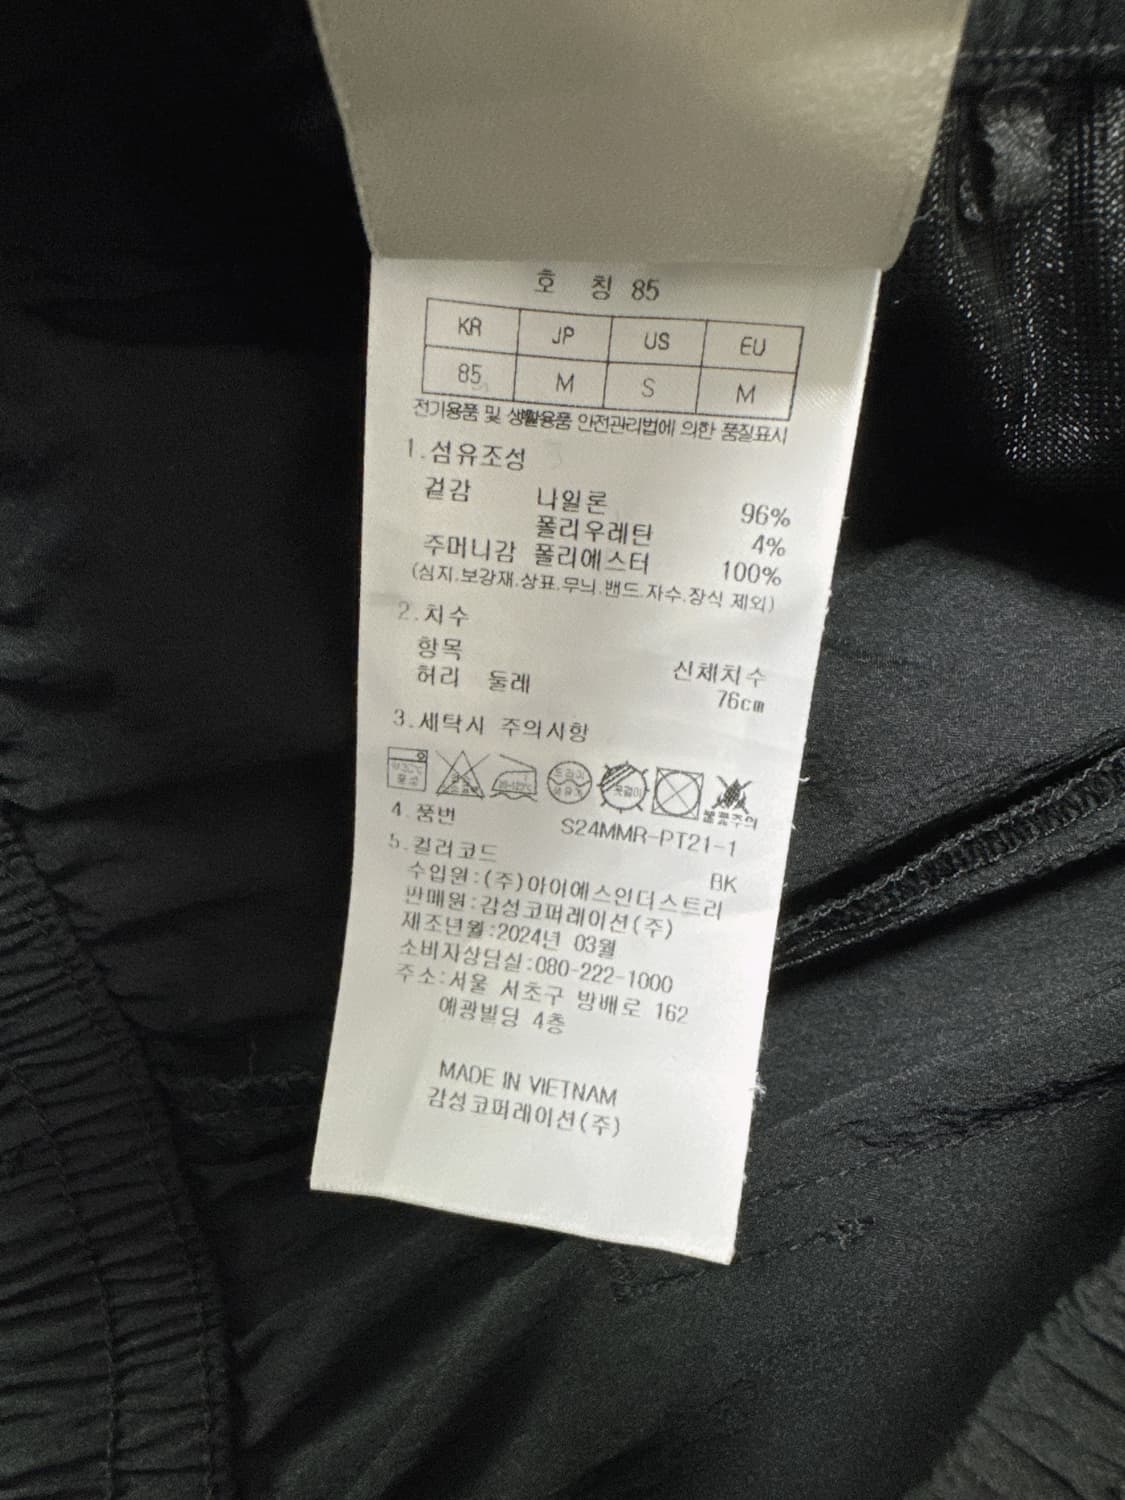 호 칭 85
KR JP US EU
85 M S M
전기용품 및 생활용품 안전관리법에 의한 품질표시
1.섬유조성
겉감 나일론 96%
폴리우레탄 4%
주머니감 폴리에스터 100%
(심지.보강재.상표.무늬.밴드.자수.장식 제외)
2.치수
항목 신체치수
허리 둘레 76cm
3.세탁시 주의사항
불꽃주의
4.품번 S24MMR-PT21-1
5.컬러코드 BK
수입원:(주)아이에스인더스트리
판매원:감성코퍼레이션(주)
제조년월:2024년 03월
소비자상담실:080-222-1000
주소:서울 서초구 방배로 162
예광빌딩 4층
MADE IN VIETNAM
감성코퍼레이션(주)